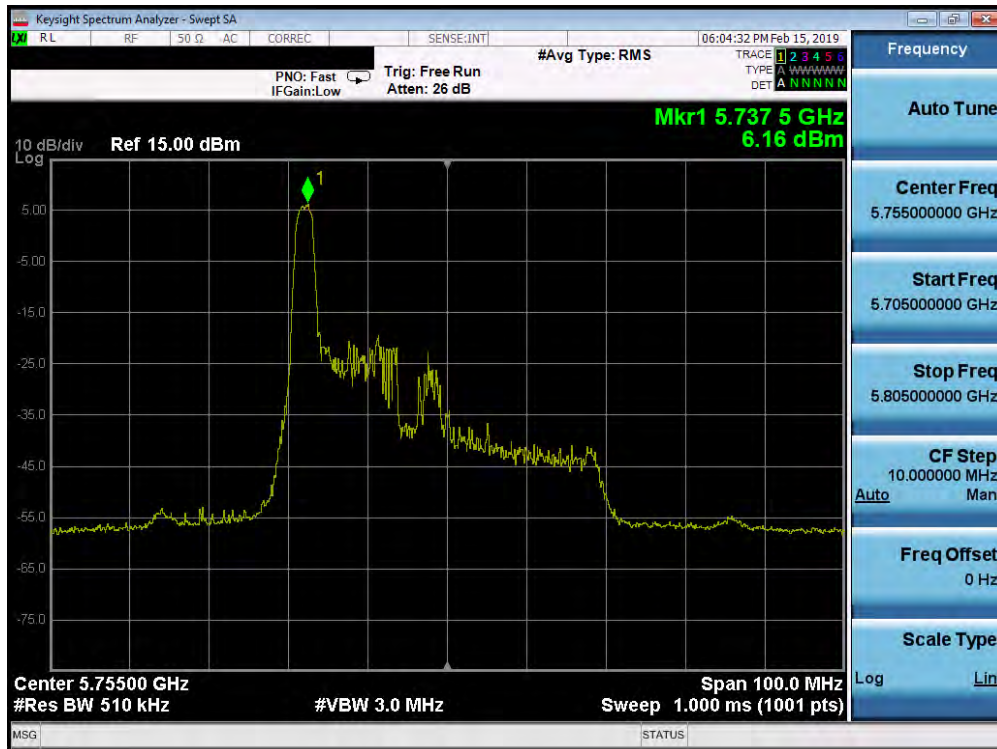 Keysight Spectrum Analyzer - Swept SA
LXI RL RF 50 Ω AC CORREC SENSE:INT 06:04:32 PM Feb 15, 2019
#Avg Type: RMS
TRACE 1 2 3 4 5 6
PNO: Fast Trig: Free Run
TYPE A WWWWW
IFGain:Low Atten: 26 dB
DET A N N N N N
Mkr1 5.737 5 GHz
6.16 dBm
10 dB/div Ref 15.00 dBm
Log
1
5.00
-5.00
-15.0
-25.0
-35.0
-45.0
-55.0
-65.0
-75.0
Center 5.75500 GHz Span 100.0 MHz
#Res BW 510 kHz #VBW 3.0 MHz Sweep 1.000 ms (1001 pts)
MSG STATUS
Frequency
Auto Tune
Center Freq
5.755000000 GHz
Start Freq
5.705000000 GHz
Stop Freq
5.805000000 GHz
CF Step
10.000000 MHz
Auto Man
Freq Offset
0 Hz
Scale Type
Log Lin